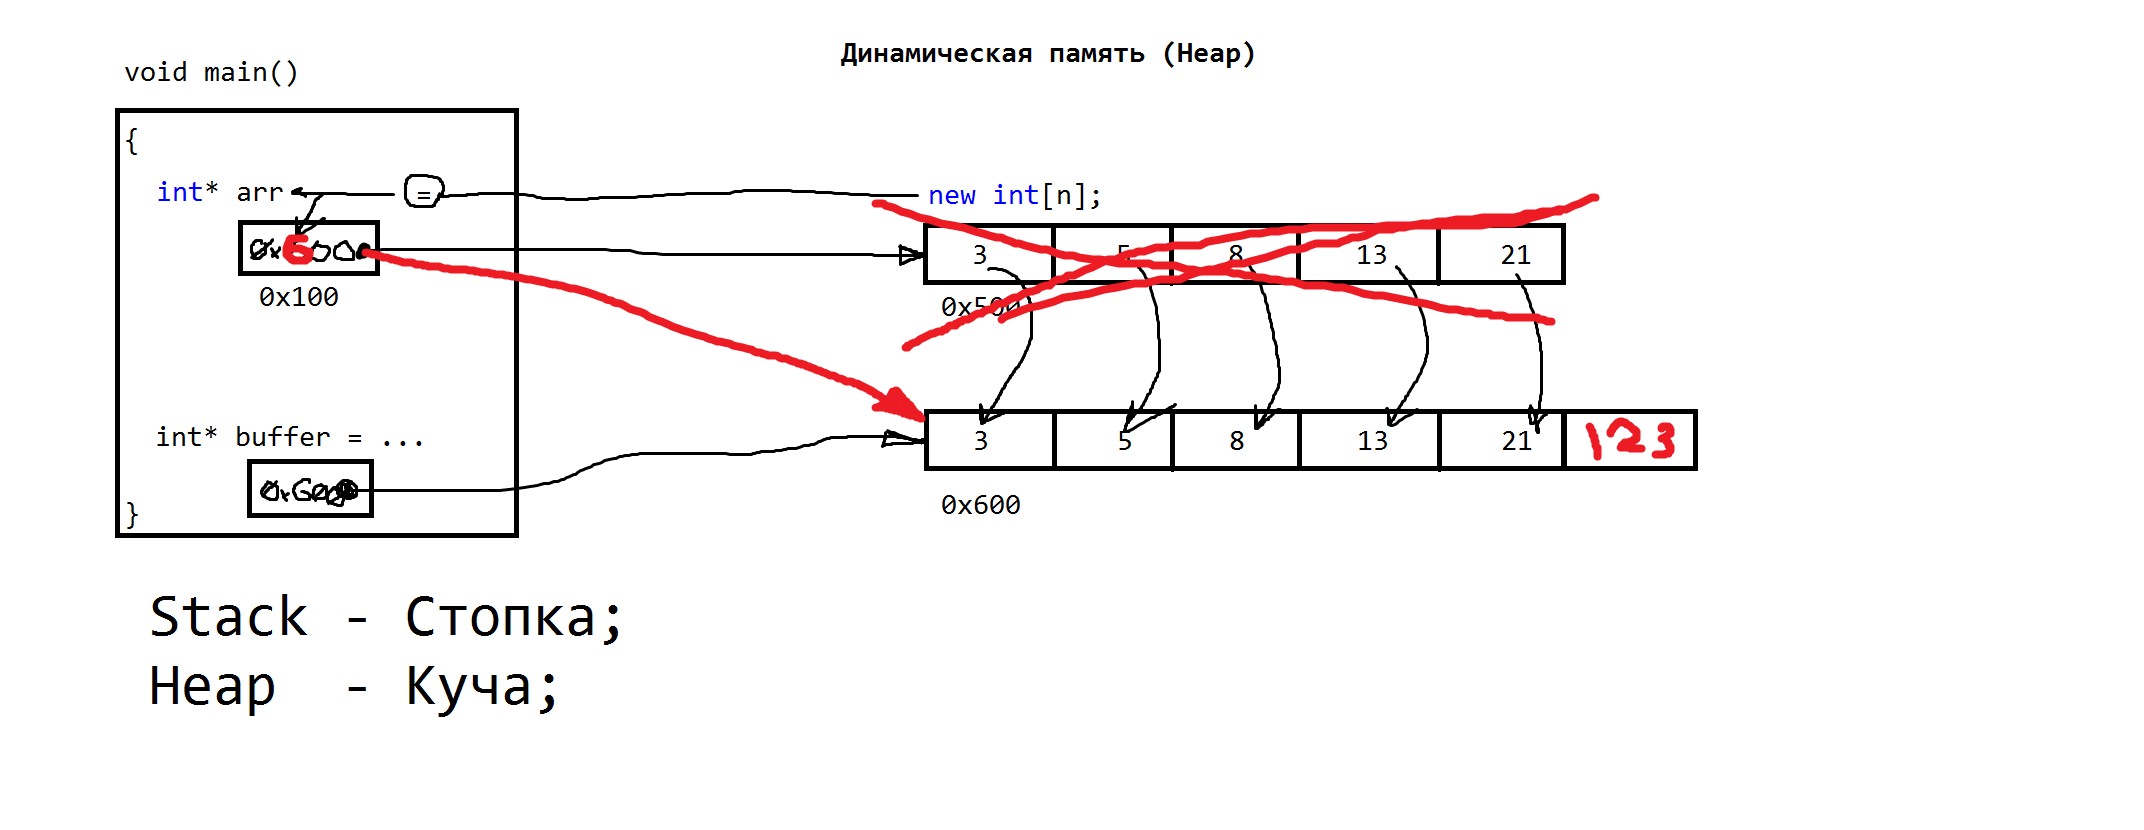 Динамическая память (Heap)
void main()
{
int* arr = new int[n];
0x600
3 5 8 13 21
0x100
0x500
int* buffer = ...
3 5 8 13 21 123
0x600
}
0x600
Stack - Стопка;
Heap - Куча;